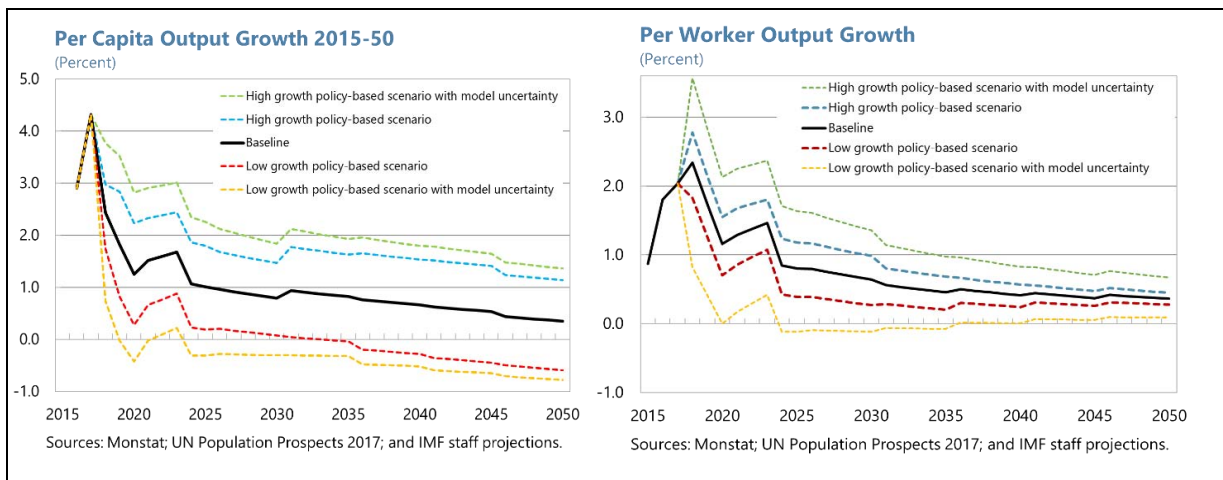 Per Capita Output Growth 2015-50
(Percent)
5.0
4.0
3.0
2.0
1.0
0.0
-1.0
High growth policy-based scenario with model uncertainty
High growth policy-based scenario
Baseline
Low growth policy-based scenario
Low growth policy-based scenario with model uncertainty
2015 2020 2025 2030 2035 2040 2045 2050
Sources: Monstat; UN Population Prospects 2017; and IMF staff projections.
Per Worker Output Growth
(Percent)
3.0
2.0
1.0
0.0
-1.0
High growth policy-based scenario with model uncertainty
High growth policy-based scenario
Baseline
Low growth policy-based scenario
Low growth policy-based scenario with model uncertainty
2015 2020 2025 2030 2035 2040 2045 2050
Sources: Monstat; UN Population Prospects 2017; and IMF staff projections.